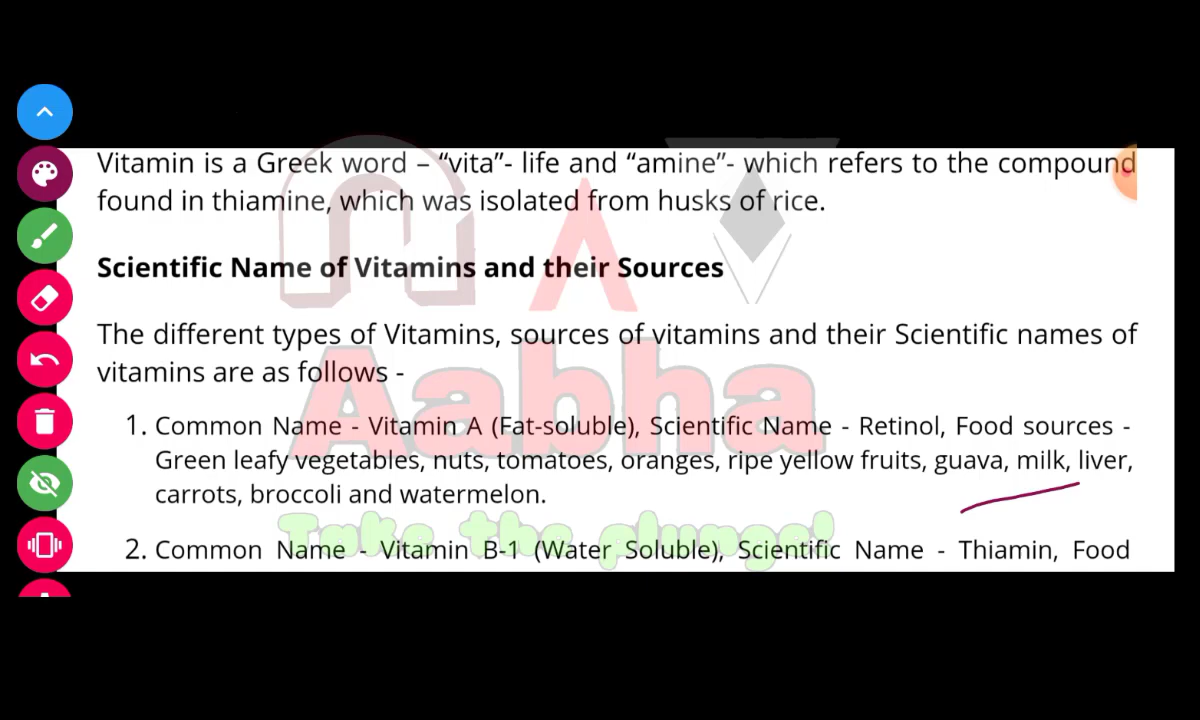 Vitamin is a Greek word – “vita”- life and “amine”- which refers to the compound
found in thiamine, which was isolated from husks of rice.
Scientific Name of Vitamins and their Sources
The different types of Vitamins, sources of vitamins and their Scientific names of
vitamins are as follows -
1. Common Name - Vitamin A (Fat-soluble), Scientific Name - Retinol, Food sources -
Green leafy vegetables, nuts, tomatoes, oranges, ripe yellow fruits, guava, milk, liver,
carrots, broccoli and watermelon.
2. Common Name - Vitamin B-1 (Water Soluble), Scientific Name - Thiamin, Food
Aabha
Take the plunge!